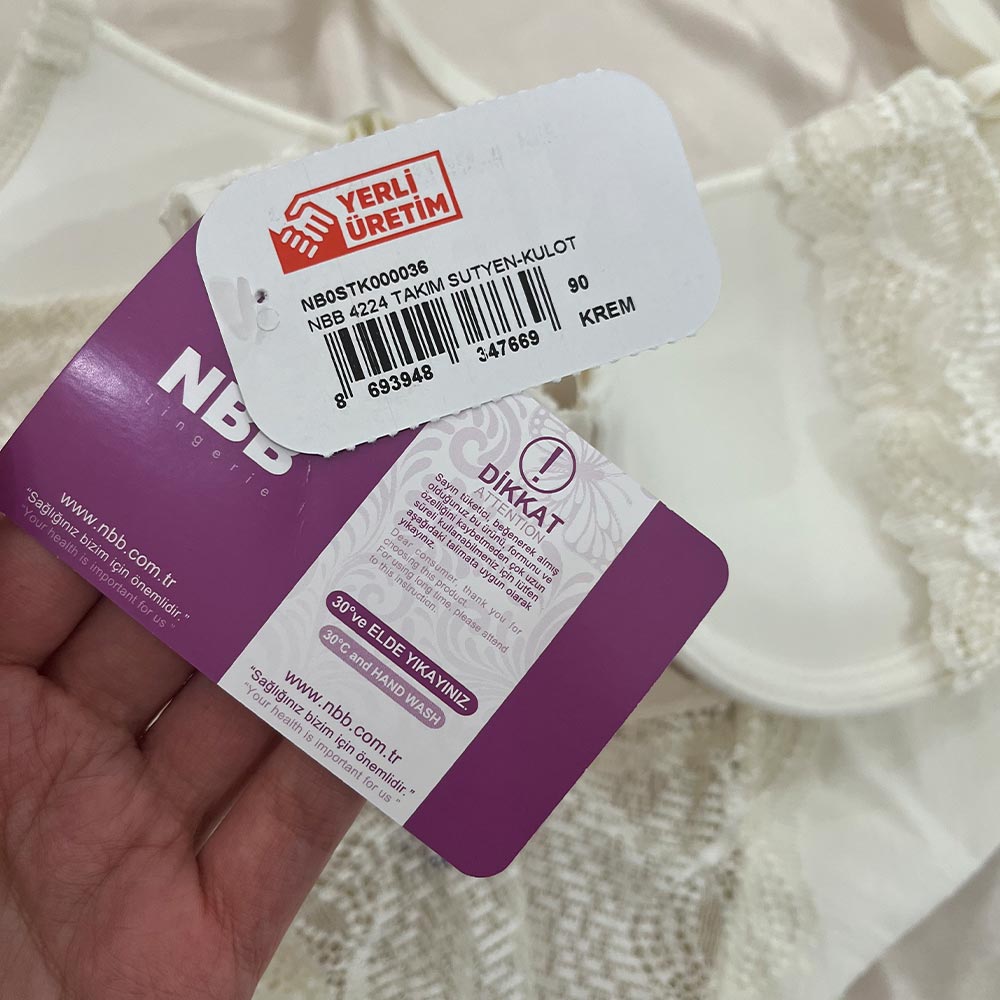 YERLİ
ÜRETİM
NB0STK000036
NBB 4224 TAKIM SUTYEN-KULOT
90
KREM
8 693948 347669
NBB
Lingerie
www.nbb.com.tr
"Sağlığınız bizim için önemlidir."
"Your health is important for us"
!
DİKKAT
ATTENTION
Sayın tüketici, beğenerek almış
olduğunuz bu ürünü, formunu ve
özelliğini kaybetmeden çok uzun
süreli kullanabilmeniz için lütfen
aşağıdaki talimata uygun olarak
yıkayınız.
Dear consumer, thank you for
choosing this product.
For using long time, please attend
to this instruction.
30°ve ELDE YIKAYINIZ
30°C and HAND WASH
www.nbb.com.tr
"Sağlığınız bizim için önemlidir."
"Your health is important for us"